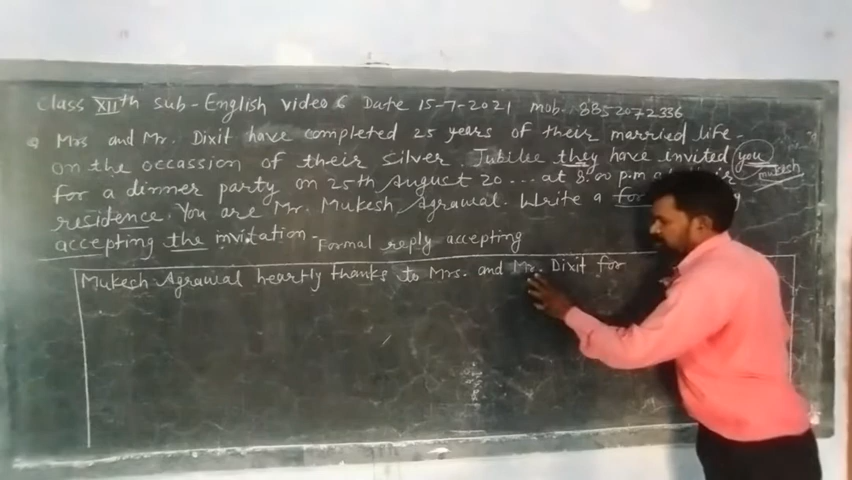 Class XIIth sub-English video 6 Date 15-7-2021 mob. 8852072336
Q Mrs and Mr. Dixit have completed 25 years of their married life.
on the occassion of their Silver Jubilee they have invited you
mukesh
for a dinner party on 25th August 20... at 8:00 p.m at their
residence. You are Mr. Mukesh Agrawal. Write a
accepting the invitation.
Formal reply accepting
Mukesh Agrawal heartly thanks to Mrs. and Mr. Dixit for